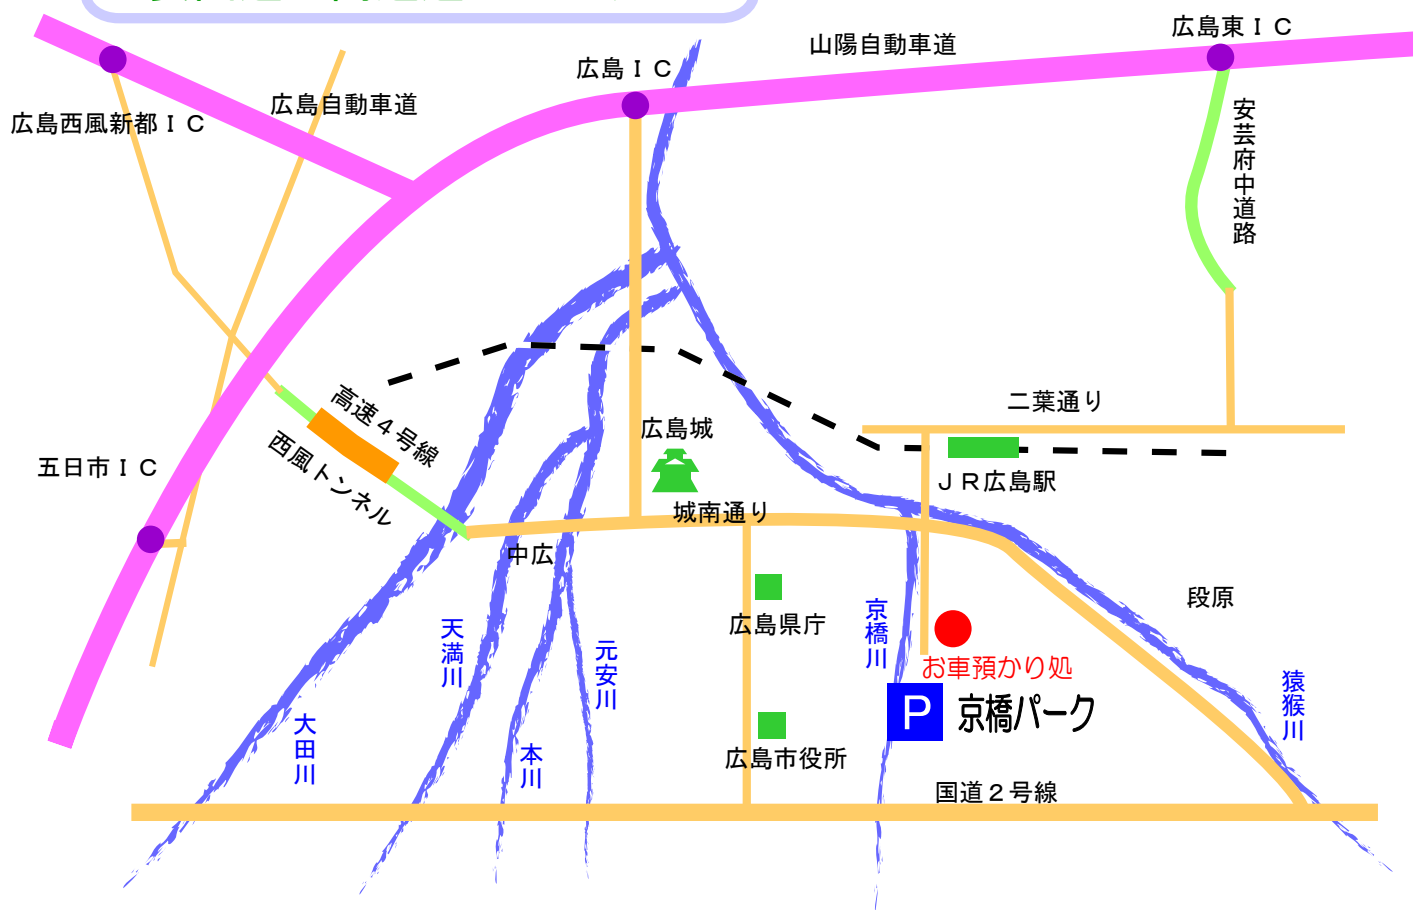 広島東ＩＣ
山陽自動車道
広島ＩＣ
広島自動車道
広島西風新都ＩＣ
安芸府中道路
高速４号線
西風トンネル
二葉通り
広島城
五日市ＩＣ
ＪＲ広島駅
城南通り
中広
段原
広島県庁
京橋川
天満川
元安川
お車預かり処
P 京橋パーク
猿猴川
大田川
本川
広島市役所
国道２号線